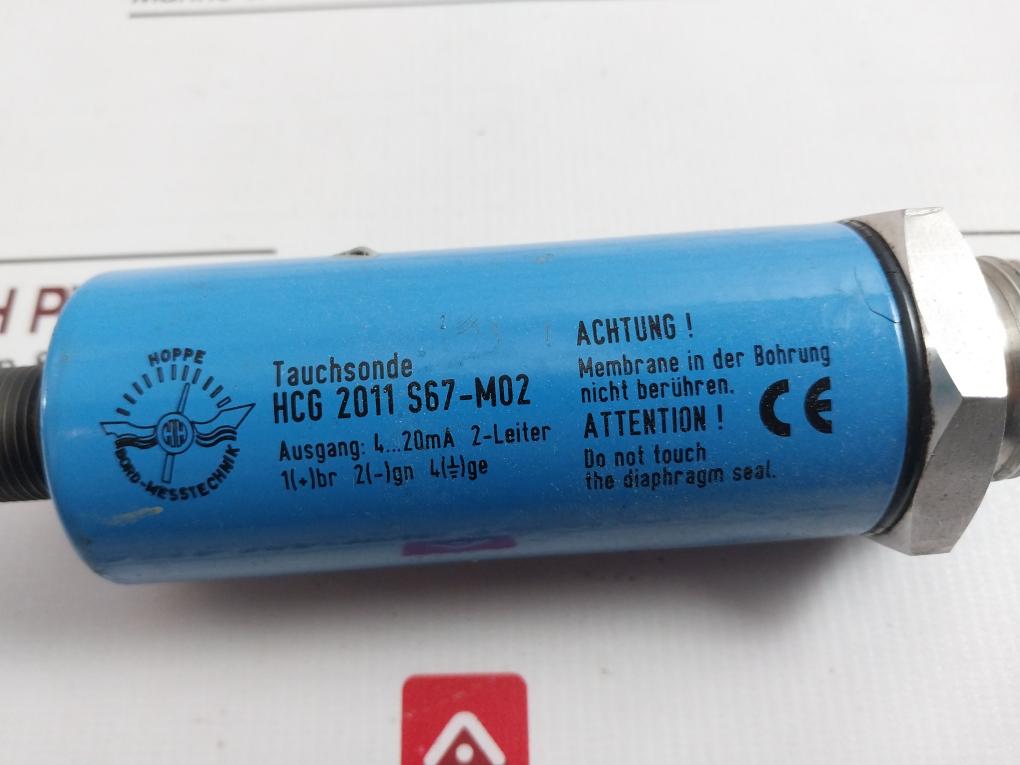 HOPPE
BORD-MESSTECHNIK
Tauchsonde
HCG 2011 S67-M02
Ausgang: 4...20mA 2-Leiter
1(+)br 2(-)gn 4(⏚)ge
ACHTUNG !
Membrane in der Bohrung
nicht berühren.
ATTENTION !
Do not touch
the diaphragm seal.
CE